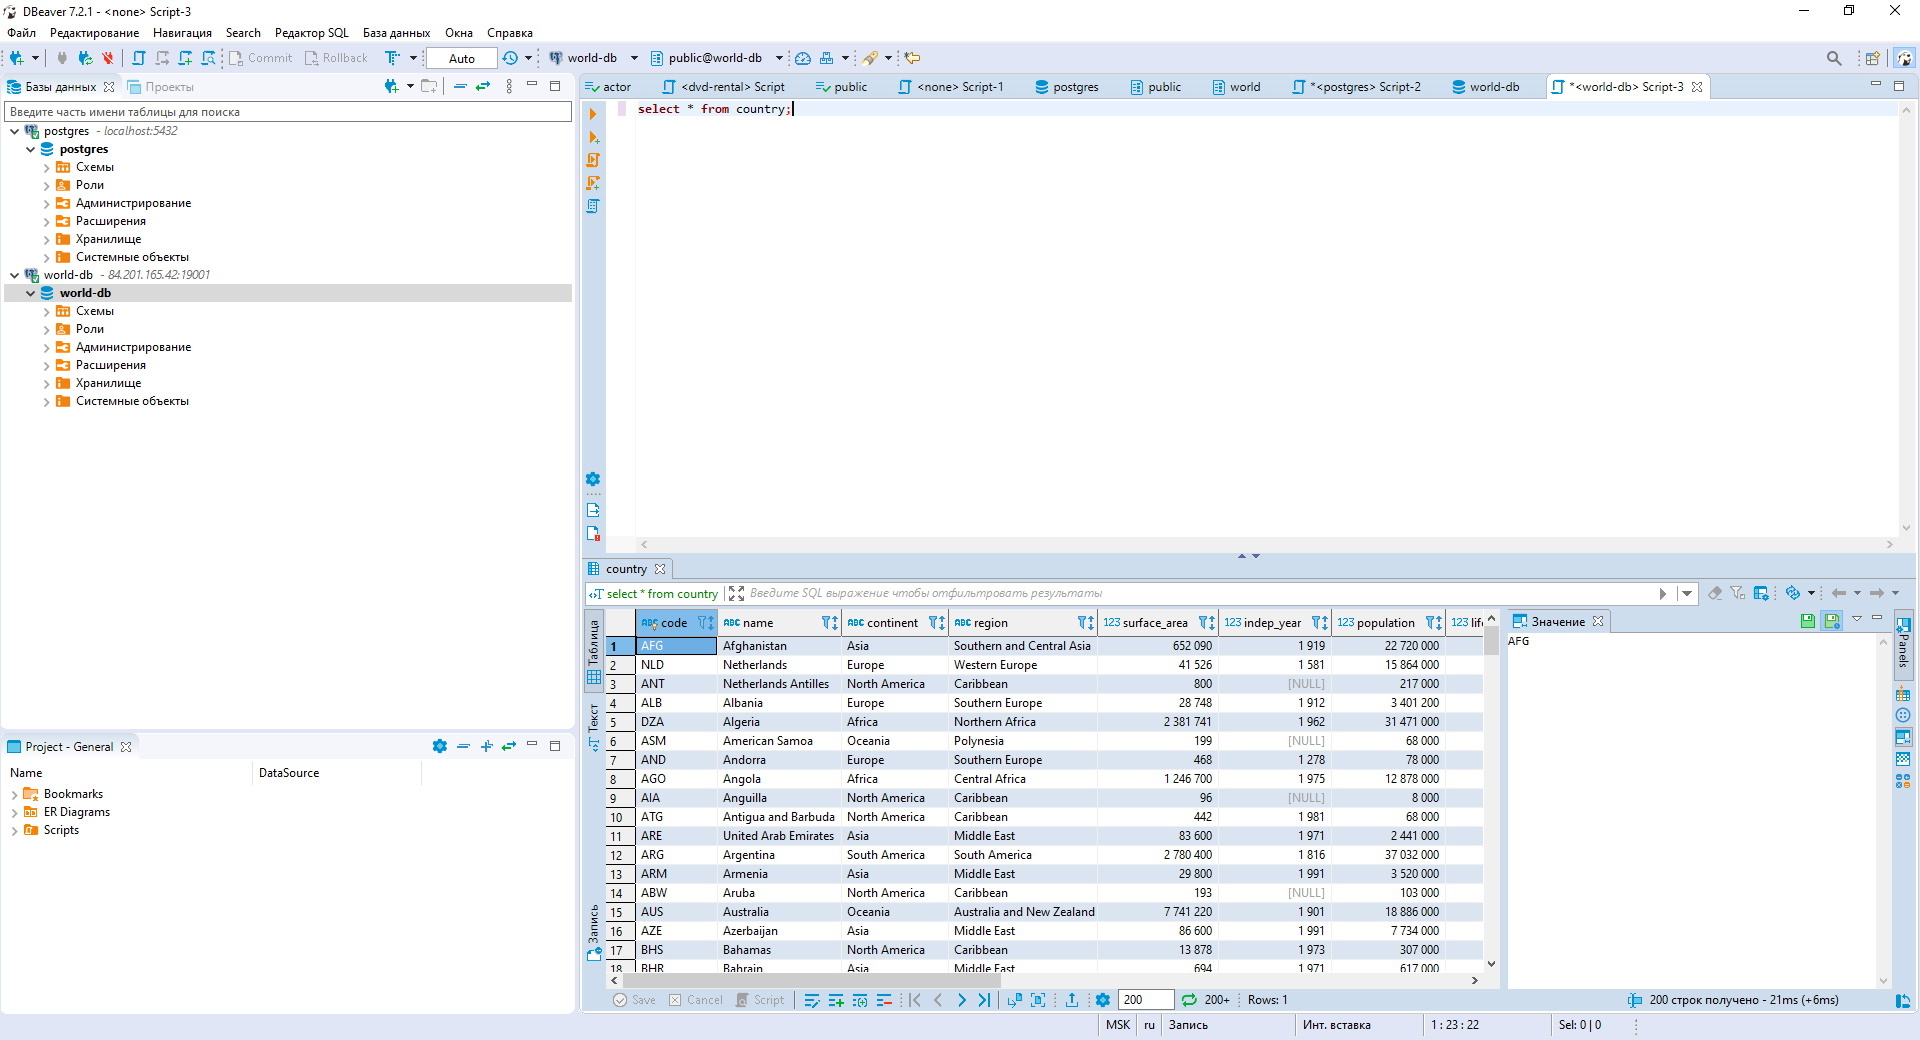 DBeaver 7.2.1 - <none> Script-3
Файл Редактирование Навигация Search Редактор SQL База данных Окна Справка
Commit Rollback Auto world-db public@world-db
Базы данных Проекты
actor <dvd-rental> Script public <none> Script-1 postgres public world *<postgres> Script-2 world-db *<world-db> Script-3
Введите часть имени таблицы для поиска
postgres - localhost:5432
postgres
Схемы
Роли
Администрирование
Расширения
Хранилище
Системные объекты
world-db - 84.201.165.42:19001
world-db
Схемы
Роли
Администрирование
Расширения
Хранилище
Системные объекты
Project - General
Name DataSource
Bookmarks
ER Diagrams
Scripts
select * from country;
country
select * from country Введите SQL выражение чтобы отфильтровать результаты
Таблица
Текст
Запись
ABC code ABC name ABC continent ABC region 123 surface_area 123 indep_year 123 population 123 life
1 AFG Afghanistan Asia Southern and Central Asia 652 090 1 919 22 720 000
2 NLD Netherlands Europe Western Europe 41 526 1 581 15 864 000
3 ANT Netherlands Antilles North America Caribbean 800 [NULL] 217 000
4 ALB Albania Europe Southern Europe 28 748 1 912 3 401 200
5 DZA Algeria Africa Northern Africa 2 381 741 1 962 31 471 000
6 ASM American Samoa Oceania Polynesia 199 [NULL] 68 000
7 AND Andorra Europe Southern Europe 468 1 278 78 000
8 AGO Angola Africa Central Africa 1 246 700 1 975 12 878 000
9 AIA Anguilla North America Caribbean 96 [NULL] 8 000
10 ATG Antigua and Barbuda North America Caribbean 442 1 981 68 000
11 ARE United Arab Emirates Asia Middle East 83 600 1 971 2 441 000
12 ARG Argentina South America South America 2 780 400 1 816 37 032 000
13 ARM Armenia Asia Middle East 29 800 1 991 3 520 000
14 ABW Aruba North America Caribbean 193 [NULL] 103 000
15 AUS Australia Oceania Australia and New Zealand 7 741 220 1 901 18 886 000
16 AZE Azerbaijan Asia Middle East 86 600 1 991 7 734 000
17 BHS Bahamas North America Caribbean 13 878 1 973 307 000
18 BHR Bahrain Asia Middle East 694 1 971 617 000
Значение
AFG
Panels
Save Cancel Script 200 200+ Rows: 1
200 строк получено - 21ms (+6ms)
MSK ru Запись Инт. вставка 1 : 23 : 22 Sel: 0 | 0